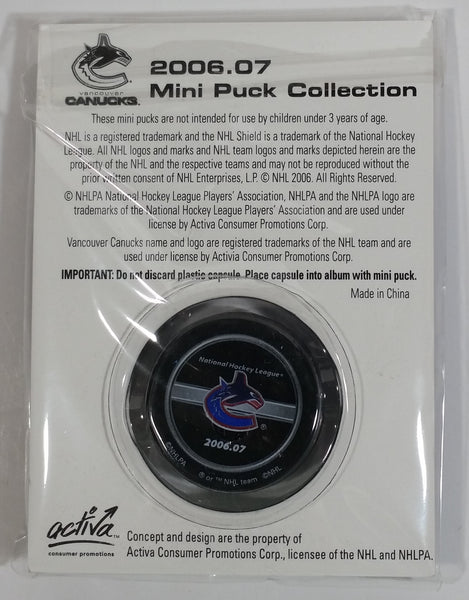 2006.07
vancouver
CANUCKS™
Mini Puck Collection
These mini pucks are not intended for use by children under 3 years of age.
NHL is a registered trademark and the NHL Shield is a trademark of the National Hockey
League. All NHL logos and marks and NHL team logos and marks depicted herein are the
property of the NHL and the respective teams and may not be reproduced without the prior
prior written consent of NHL Enterprises, L.P. © NHL 2006. All Rights Reserved.
© NHLPA National Hockey League Players' Association, NHLPA and the NHLPA logo are
trademarks of the National Hockey League Players' Association and are used under
license by Activa Consumer Promotions Corp.
Vancouver Canucks name and logo are registered trademarks of the NHL team and are
used under license by Activia Consumer Promotions Corp.
IMPORTANT: Do not discard plastic capsule. Place capsule into album with mini puck.
Made in China
National Hockey League®
®
2006.07
©NHLPA
® or ™ NHL team
©NHL
activa™
consumer promotions
Concept and design are the property of
Activa Consumer Promotions Corp., licensee of the NHL and NHLPA.